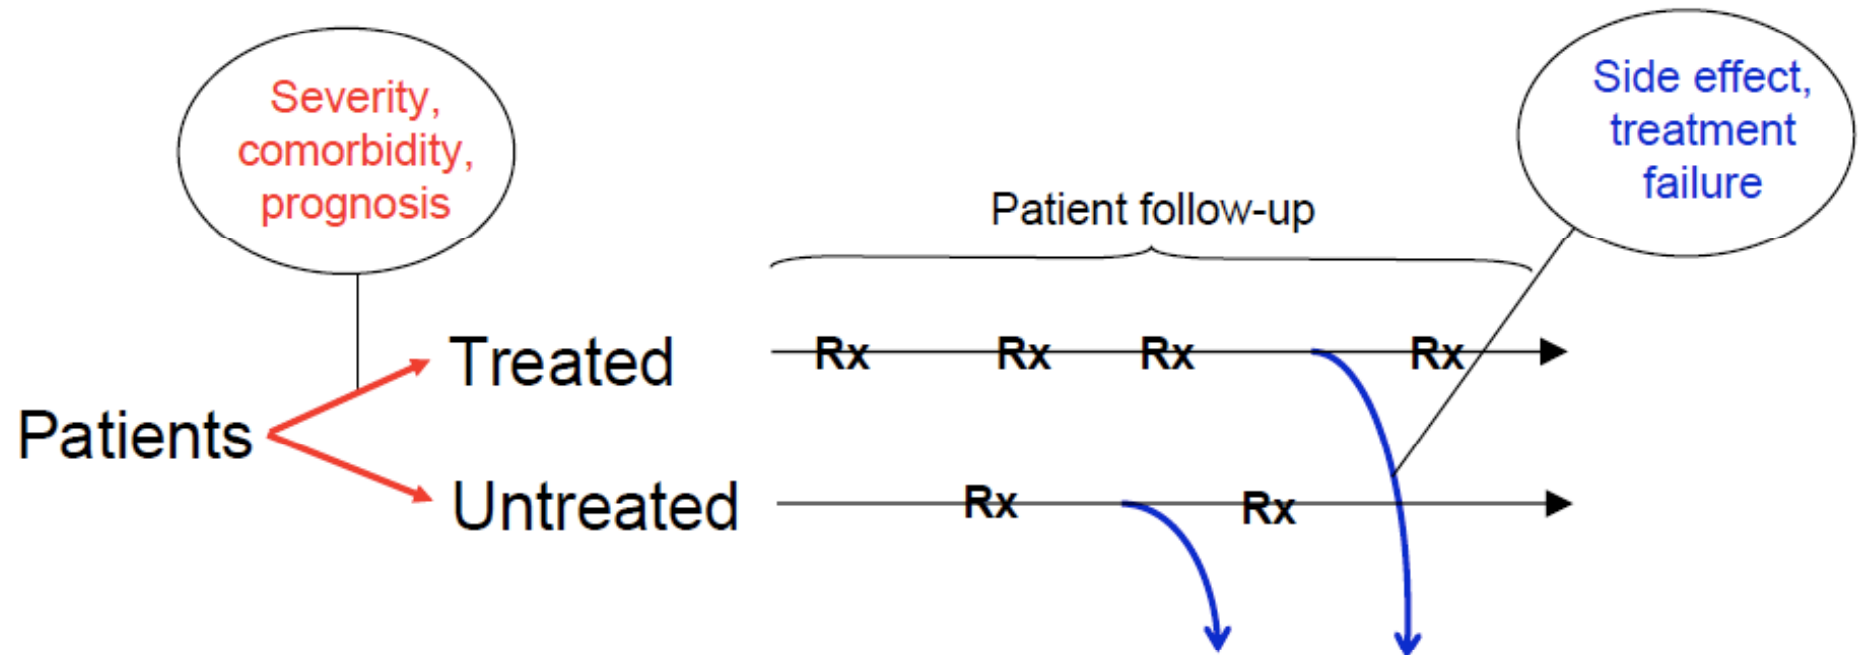 Severity,
comorbidity,
prognosis
Side effect,
treatment
failure
Patient follow-up
Patients
Treated
Rx Rx Rx Rx
Untreated
Rx Rx